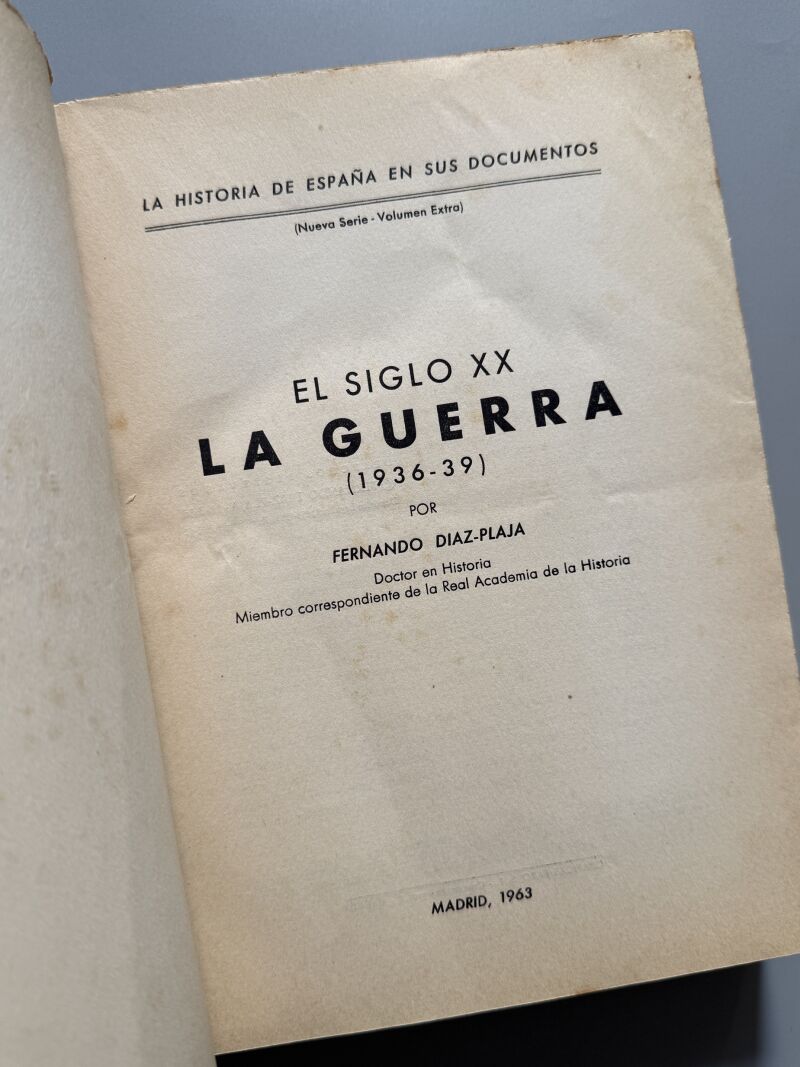 LA HISTORIA DE ESPAÑA EN SUS DOCUMENTOS
(Nueva Serie - Volumen Extra)
EL SIGLO XX
LA GUERRA
(1936-39)
POR
FERNANDO DIAZ-PLAJA
Doctor en Historia
Miembro correspondiente de la Real Academia de la Historia
MADRID, 1963